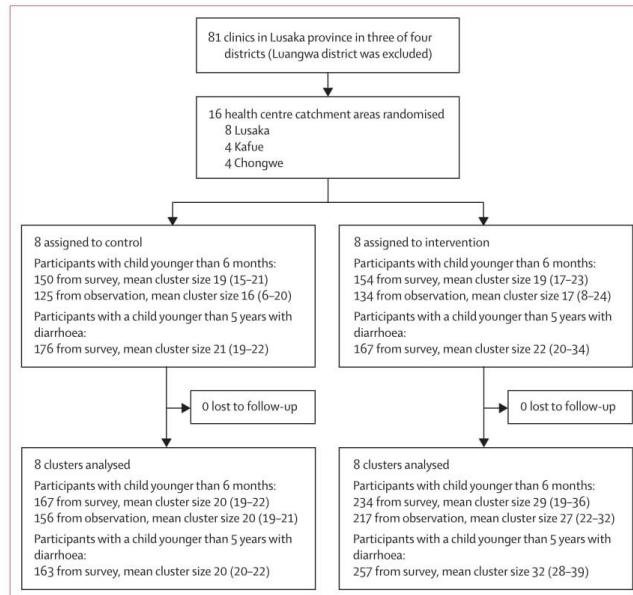 81 clinics in Lusaka province in three of four
districts (Luangwa district was excluded)
16 health centre catchment areas randomised
8 Lusaka
4 Kafue
4 Chongwe
8 assigned to control
Participants with child younger than 6 months:
150 from survey, mean cluster size 19 (15–21)
125 from observation, mean cluster size 16 (6–20)
Participants with a child younger than 5 years with
diarrhoea:
176 from survey, mean cluster size 21 (19–22)
8 assigned to intervention
Participants with child younger than 6 months:
154 from survey, mean cluster size 19 (17–23)
134 from observation, mean cluster size 17 (8–24)
Participants with a child younger than 5 years with
diarrhoea:
167 from survey, mean cluster size 22 (20–34)
0 lost to follow-up
0 lost to follow-up
8 clusters analysed
Participants with child younger than 6 months:
167 from survey, mean cluster size 20 (19–22)
156 from observation, mean cluster size 20 (19–21)
Participants with a child younger than 5 years with
diarrhoea:
163 from survey, mean cluster size 20 (20–22)
8 clusters analysed
Participants with child younger than 6 months:
234 from survey, mean cluster size 29 (19–36)
217 from observation, mean cluster size 27 (22–32)
Participants with a child younger than 5 years with
diarrhoea:
257 from survey, mean cluster size 32 (28–39)